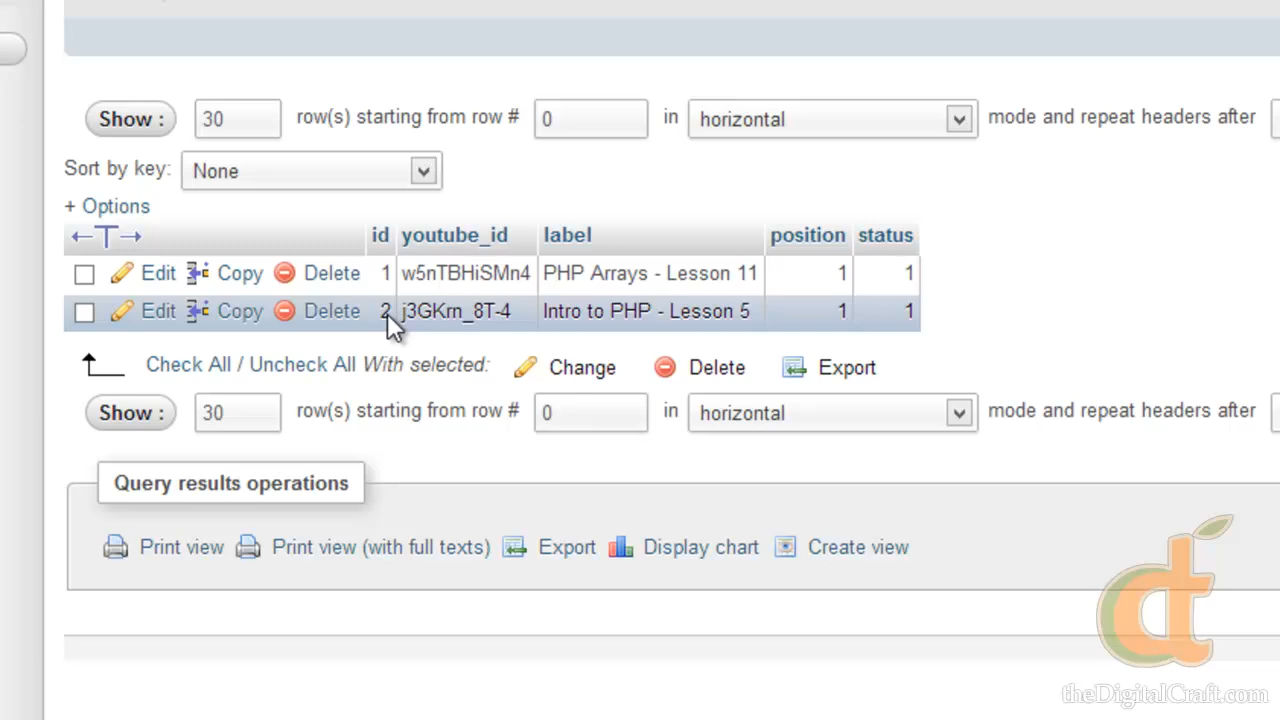 Show : 30 row(s) starting from row # 0 in horizontal mode and repeat headers after
Sort by key: None
+ Options
←T→ id youtube_id label position status
Edit Copy Delete 1 w5nTBHiSMn4 PHP Arrays - Lesson 11 1 1
Edit Copy Delete 2 j3GKrn_8T-4 Intro to PHP - Lesson 5 1 1
Check All / Uncheck All With selected: Change Delete Export
Show : 30 row(s) starting from row # 0 in horizontal mode and repeat headers after
Query results operations
Print view Print view (with full texts) Export Display chart Create view
theDigitalCraft.com